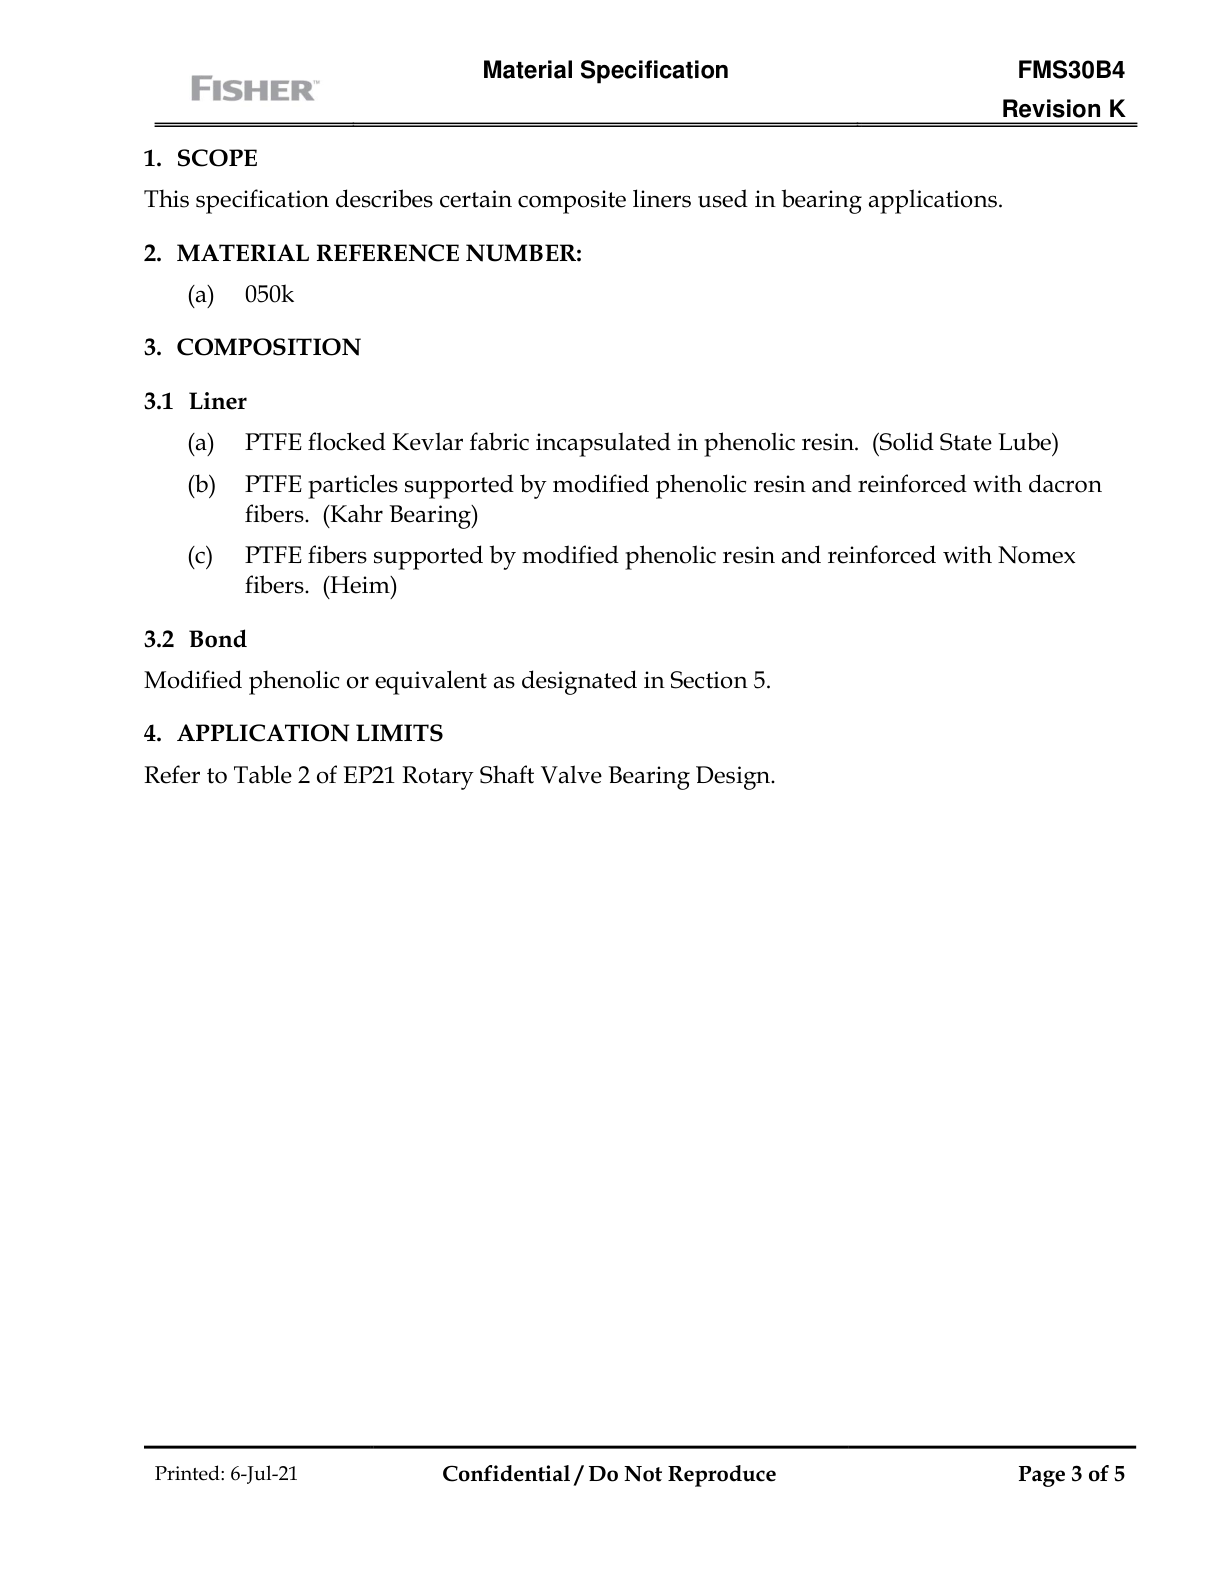 FISHER™
Material Specification
FMS30B4
Revision K
1. SCOPE
This specification describes certain composite liners used in bearing applications.
2. MATERIAL REFERENCE NUMBER:
(a) 050k
3. COMPOSITION
3.1 Liner
(a) PTFE flocked Kevlar fabric incapsulated in phenolic resin. (Solid State Lube)
(b) PTFE particles supported by modified phenolic resin and reinforced with dacron
fibers. (Kahr Bearing)
(c) PTFE fibers supported by modified phenolic resin and reinforced with Nomex
fibers. (Heim)
3.2 Bond
Modified phenolic or equivalent as designated in Section 5.
4. APPLICATION LIMITS
Refer to Table 2 of EP21 Rotary Shaft Valve Bearing Design.
Printed: 6-Jul-21
Confidential / Do Not Reproduce
Page 3 of 5